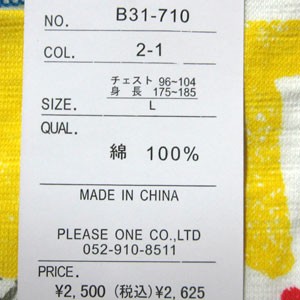 NO. B31-710
COL. 2-1
チェスト 96~104
身 長 175~185
SIZE. L
QUAL.
綿 100%
MADE IN CHINA
PLEASE ONE CO.,LTD
052-910-8511
PRICE.
¥2,500 (税込)¥2,625